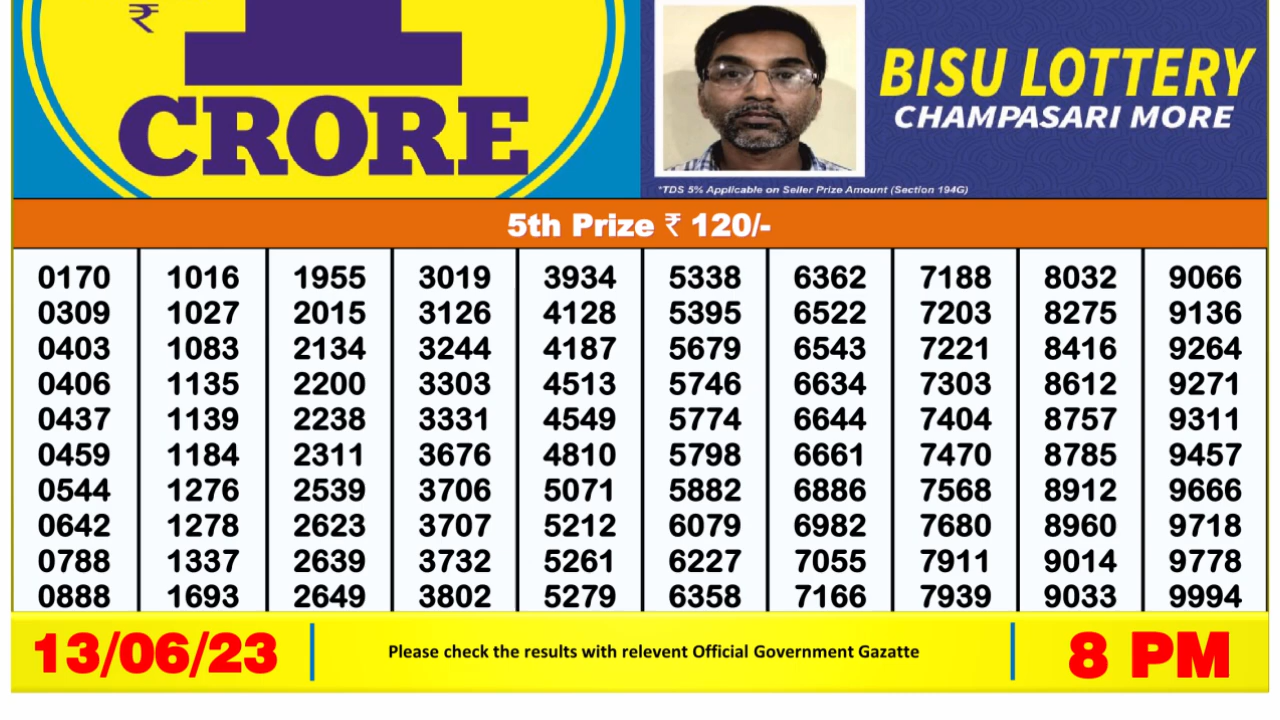 ₹
1
CRORE
BISU LOTTERY
CHAMPASARI MORE
*TDS 5% Applicable on Seller Prize Amount (Section 194G)
5th Prize ₹ 120/-
0170 1016 1955 3019 3934 5338 6362 7188 8032 9066
0309 1027 2015 3126 4128 5395 6522 7203 8275 9136
0403 1083 2134 3244 4187 5679 6543 7221 8416 9264
0406 1135 2200 3303 4513 5746 6634 7303 8612 9271
0437 1139 2238 3331 4549 5774 6644 7404 8757 9311
0459 1184 2311 3676 4810 5798 6661 7470 8785 9457
0544 1276 2539 3706 5071 5882 6886 7568 8912 9666
0642 1278 2623 3707 5212 6079 6982 7680 8960 9718
0788 1337 2639 3732 5261 6227 7055 7911 9014 9778
0888 1693 2649 3802 5279 6358 7166 7939 9033 9994
13/06/23 Please check the results with relevent Official Government Gazatte 8 PM